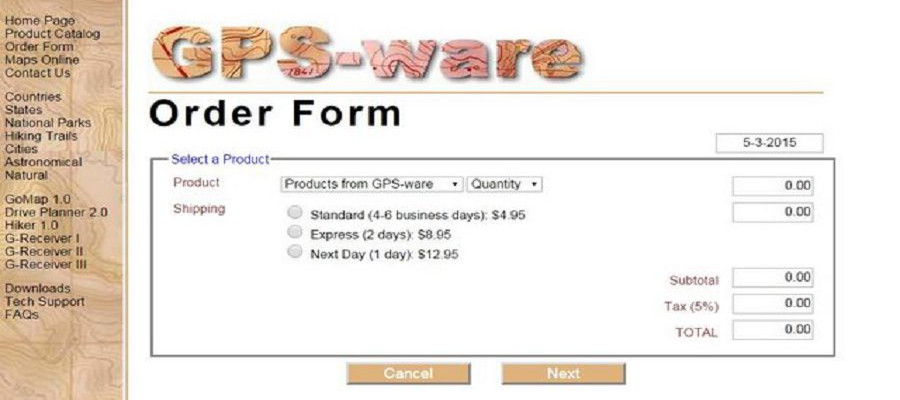 Home Page
Product Catalog
Order Form
Maps Online
Contact Us
Countries
States
National Parks
Hiking Trails
Cities
Astronomical
Natural
GoMap 1.0
Drive Planner 2.0
Hiker 1.0
G-Receiver I
G-Receiver II
G-Receiver III
Downloads
Tech Support
FAQs
GPS-ware
1841
Order Form
5-3-2015
Select a Product
Product Products from GPS-ware Quantity 0.00
Shipping 0.00
Standard (4-6 business days): $4.95
Express (2 days): $8.95
Next Day (1 day): $12.95
Subtotal 0.00
Tax (5%) 0.00
TOTAL 0.00
Cancel Next